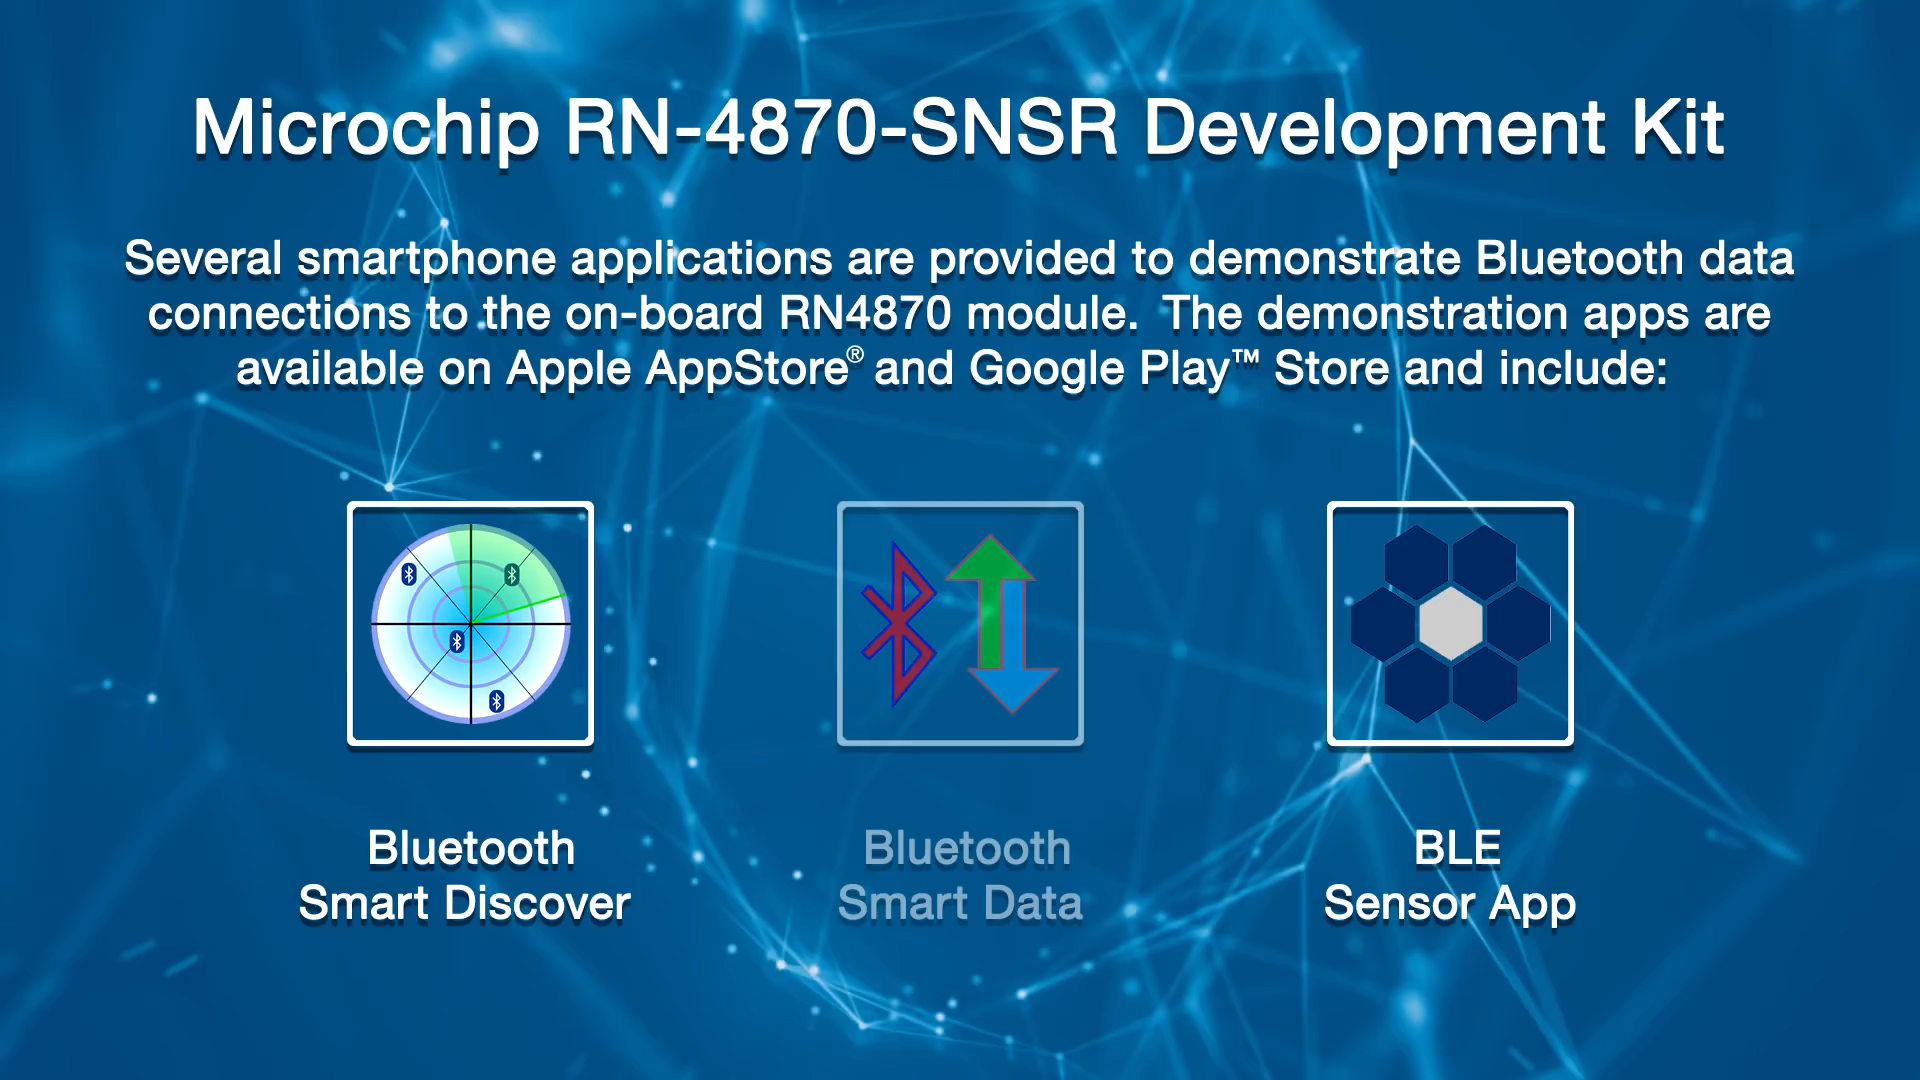 Microchip RN-4870-SNSR Development Kit
Several smartphone applications are provided to demonstrate Bluetooth data
connections to the on-board RN4870 module. The demonstration apps are
available on Apple AppStore® and Google Play™ Store and include:
Bluetooth
Smart Discover
Bluetooth
Smart Data
BLE
Sensor App